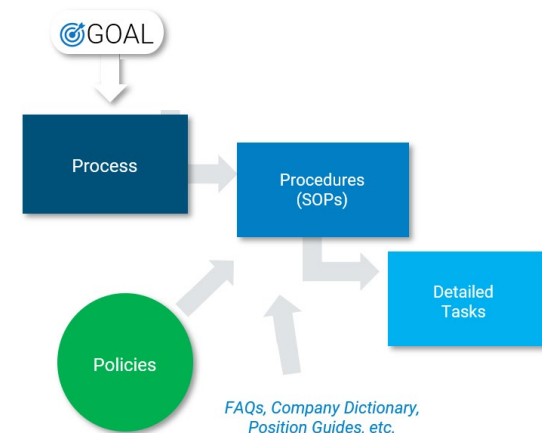 GOAL
Process
Procedures
(SOPs)
Detailed
Tasks
Policies
FAQs, Company Dictionary,
Position Guides, etc.